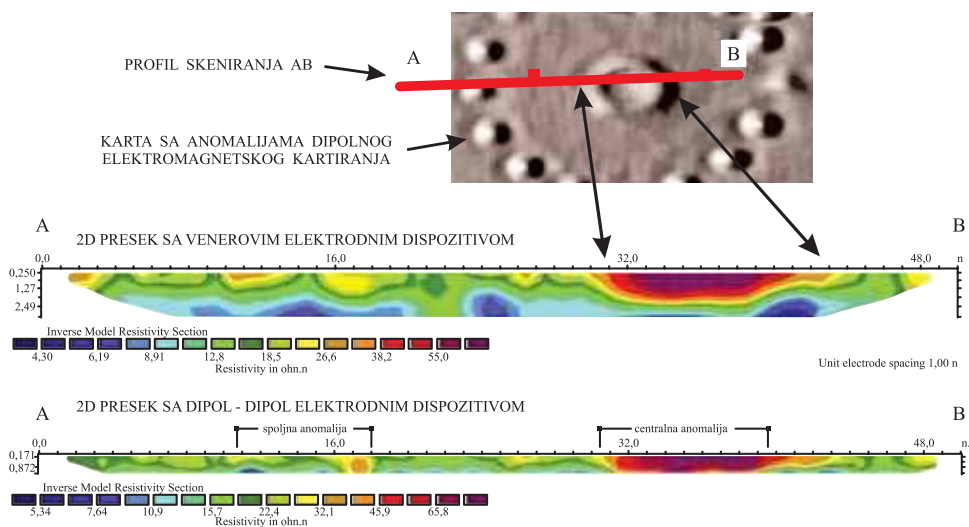 A
B
PROFIL SKENIRANJA AB
KARTA SA ANOMALIJAMA DIPOLNOG
ELEKTROMAGNETSKOG KARTIRANJA
A
B
2D PRESEK SA VENEROVIM ELEKTRODNIM DISPOZITIVOM
0,0 16,0 32,0 48,0 n
0,250
1,27
2,49
Inverse Model Resistivity Section
4,30 6,19 8,91 12,8 18,5 26,6 38,2 55,0
Resistivity in ohn.n
Unit electrode spacing 1,00 n
A
B
2D PRESEK SA DIPOL - DIPOL ELEKTRODNIM DISPOZITIVOM
spoljna anomalija centralna anomalija
0,0 16,0 32,0 48,0 n.
0,171
0,872
Inverse Model Resistivity Section
5,34 7,64 10,9 15,7 22,4 32,1 45,9 65,8
Resistivity in ohn.n